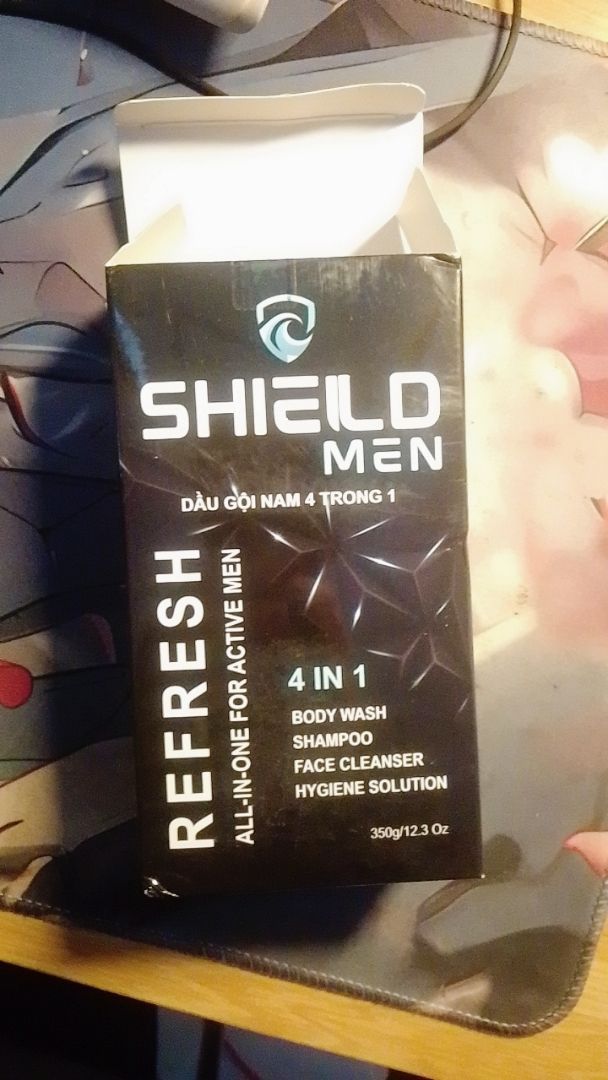 SHIELD
MEN
DẦU GỘI NAM 4 TRONG 1
REFRESH
ALL-IN-ONE FOR ACTIVE MEN
4 IN 1
BODY WASH
SHAMPOO
FACE CLEANSER
HYGIENE SOLUTION
350g/12.3 Oz